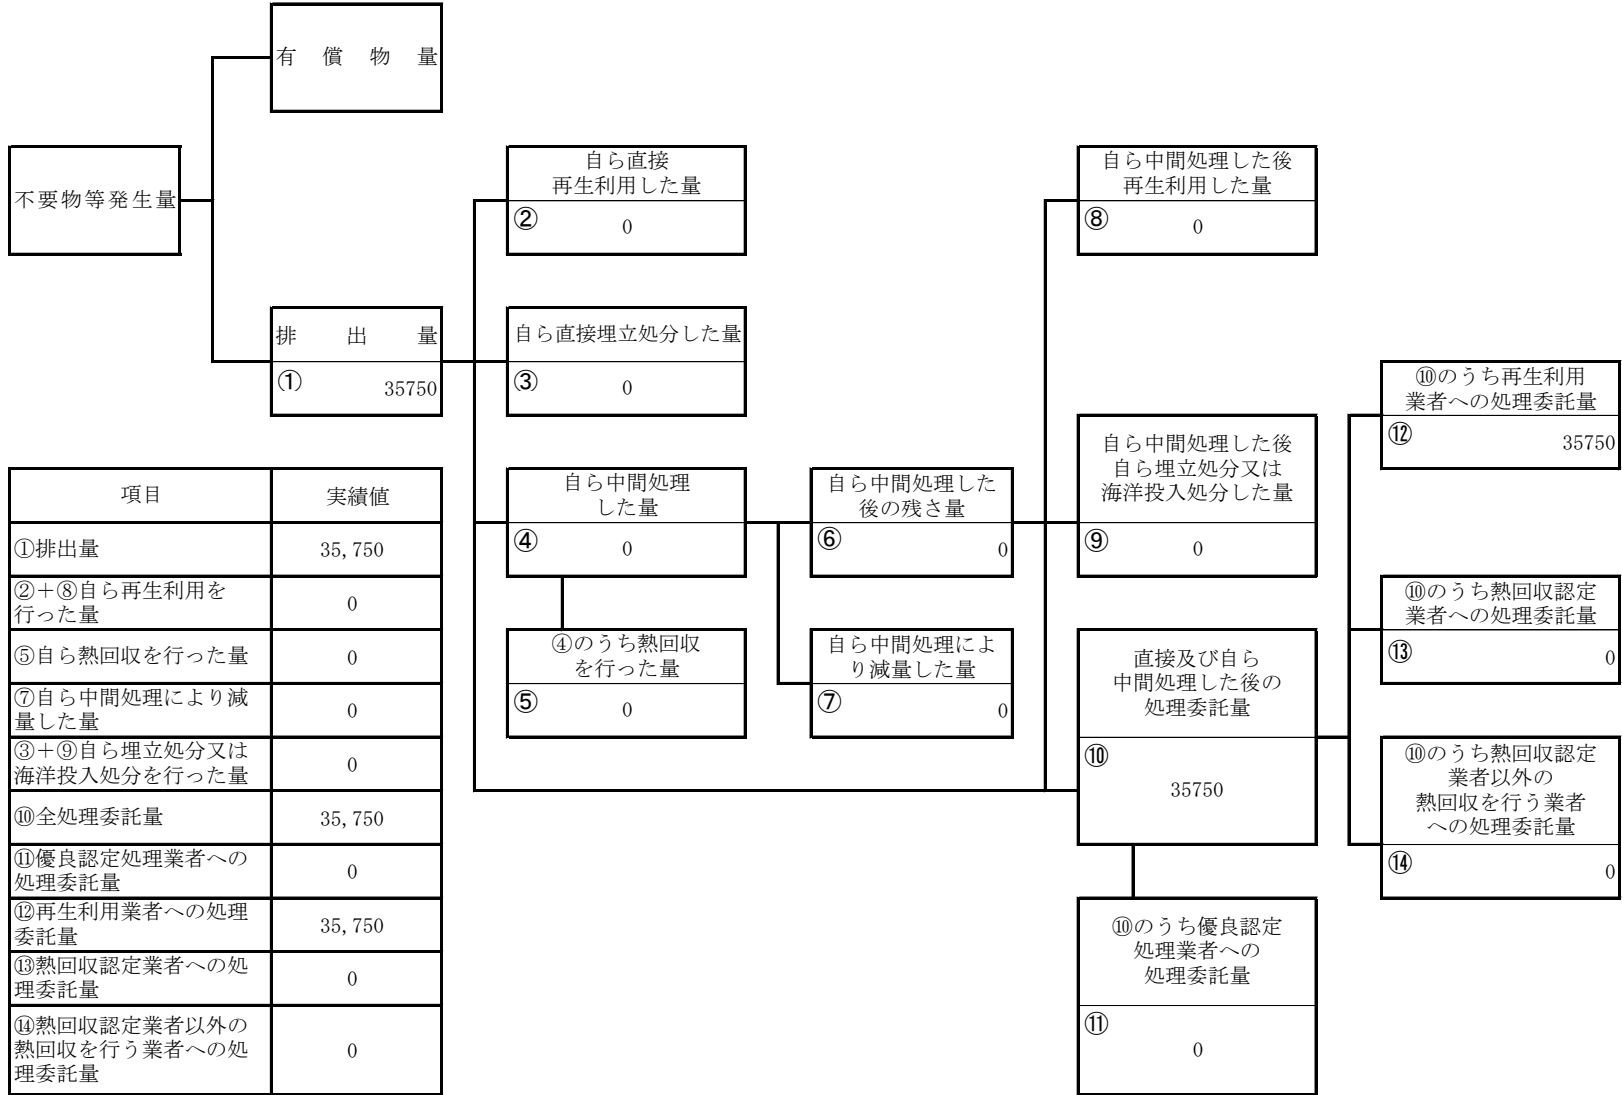 有償物量
不要物等発生量
排出量
① 35750
自ら直接
再生利用した量
② 0
自ら直接埋立処分した量
③ 0
自ら中間処理
した量
④ 0
④のうち熱回収
を行った量
⑤ 0
自ら中間処理した
後の残さ量
⑥ 0
自ら中間処理によ
り減量した量
⑦ 0
自ら中間処理した後
再生利用した量
⑧ 0
自ら中間処理した後
自ら埋立処分又は
海洋投入処分した量
⑨ 0
直接及び自ら
中間処理した後の
処理委託量
⑩
35750
⑩のうち優良認定
処理業者への
処理委託量
⑪
0
⑩のうち再生利用
業者への処理委託量
⑫ 35750
⑩のうち熱回収認定
業者への処理委託量
⑬ 0
⑩のうち熱回収認定
業者以外の
熱回収を行う業者
への処理委託量
⑭ 0
項目 実績値
①排出量 35,750
②+⑧自ら再生利用を
行った量 0
⑤自ら熱回収を行った量 0
⑦自ら中間処理により減
量した量 0
③+⑨自ら埋立処分又は
海洋投入処分を行った量 0
⑩全処理委託量 35,750
⑪優良認定処理業者への
処理委託量 0
⑫再生利用業者への処理
委託量 35,750
⑬熱回収認定業者への処
理委託量 0
⑭熱回収認定業者以外の
熱回収を行う業者への処
理委託量 0